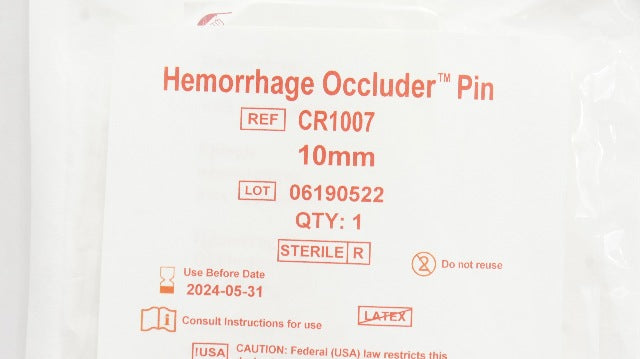 Hemorrhage Occluder™ Pin
REF CR1007
10mm
LOT 06190522
QTY: 1
STERILE R
Use Before Date
2024-05-31
Do not reuse
Consult Instructions for use
LATEX
!USA CAUTION: Federal (USA) law restricts this